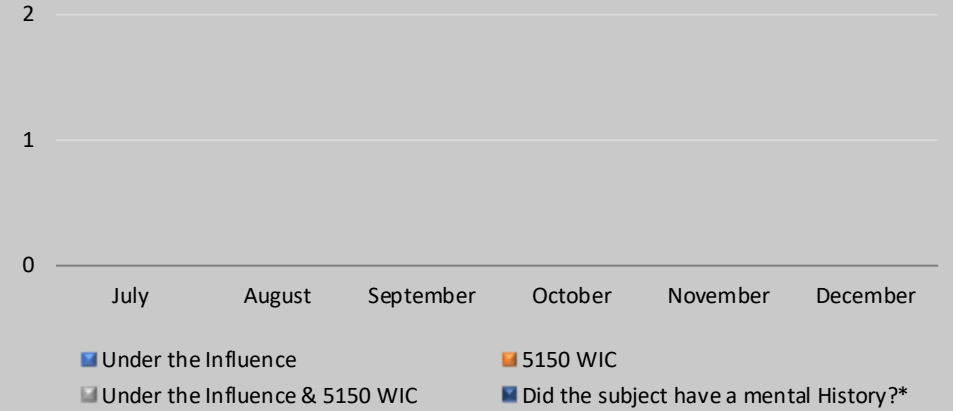 2
1
0
July August September October November December
Under the Influence 5150 WIC
Under the Influence & 5150 WIC Did the subject have a mental History?*